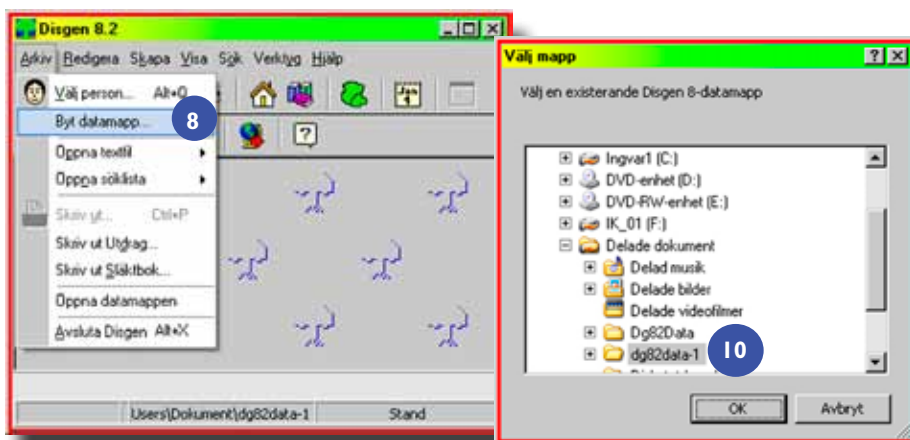 Disgen 8.2
Arkiv Redigera Skapa Visa Sök Verktyg Hjälp
Välj person... Alt+Q
Byt datamapp... 8
Öppna textfil
Öppna söklista
Skriv ut... Ctrl+P
Skriv ut Utdrag...
Skriv ut Släktbok...
Öppna datamappen
Avsluta Disgen Alt+X
Users\Dokument\dg82data-1 Stand
Välj mapp
Välj en existerande Disgen 8-datamapp
Ingvar1 (C:)
DVD-enhet (D:)
DVD-RW-enhet (E:)
IK_01 (F:)
Delade dokument
Delad musik
Delade bilder
Delade videofilmer
Dg82Data
dg82data-1 10
OK Avbryt